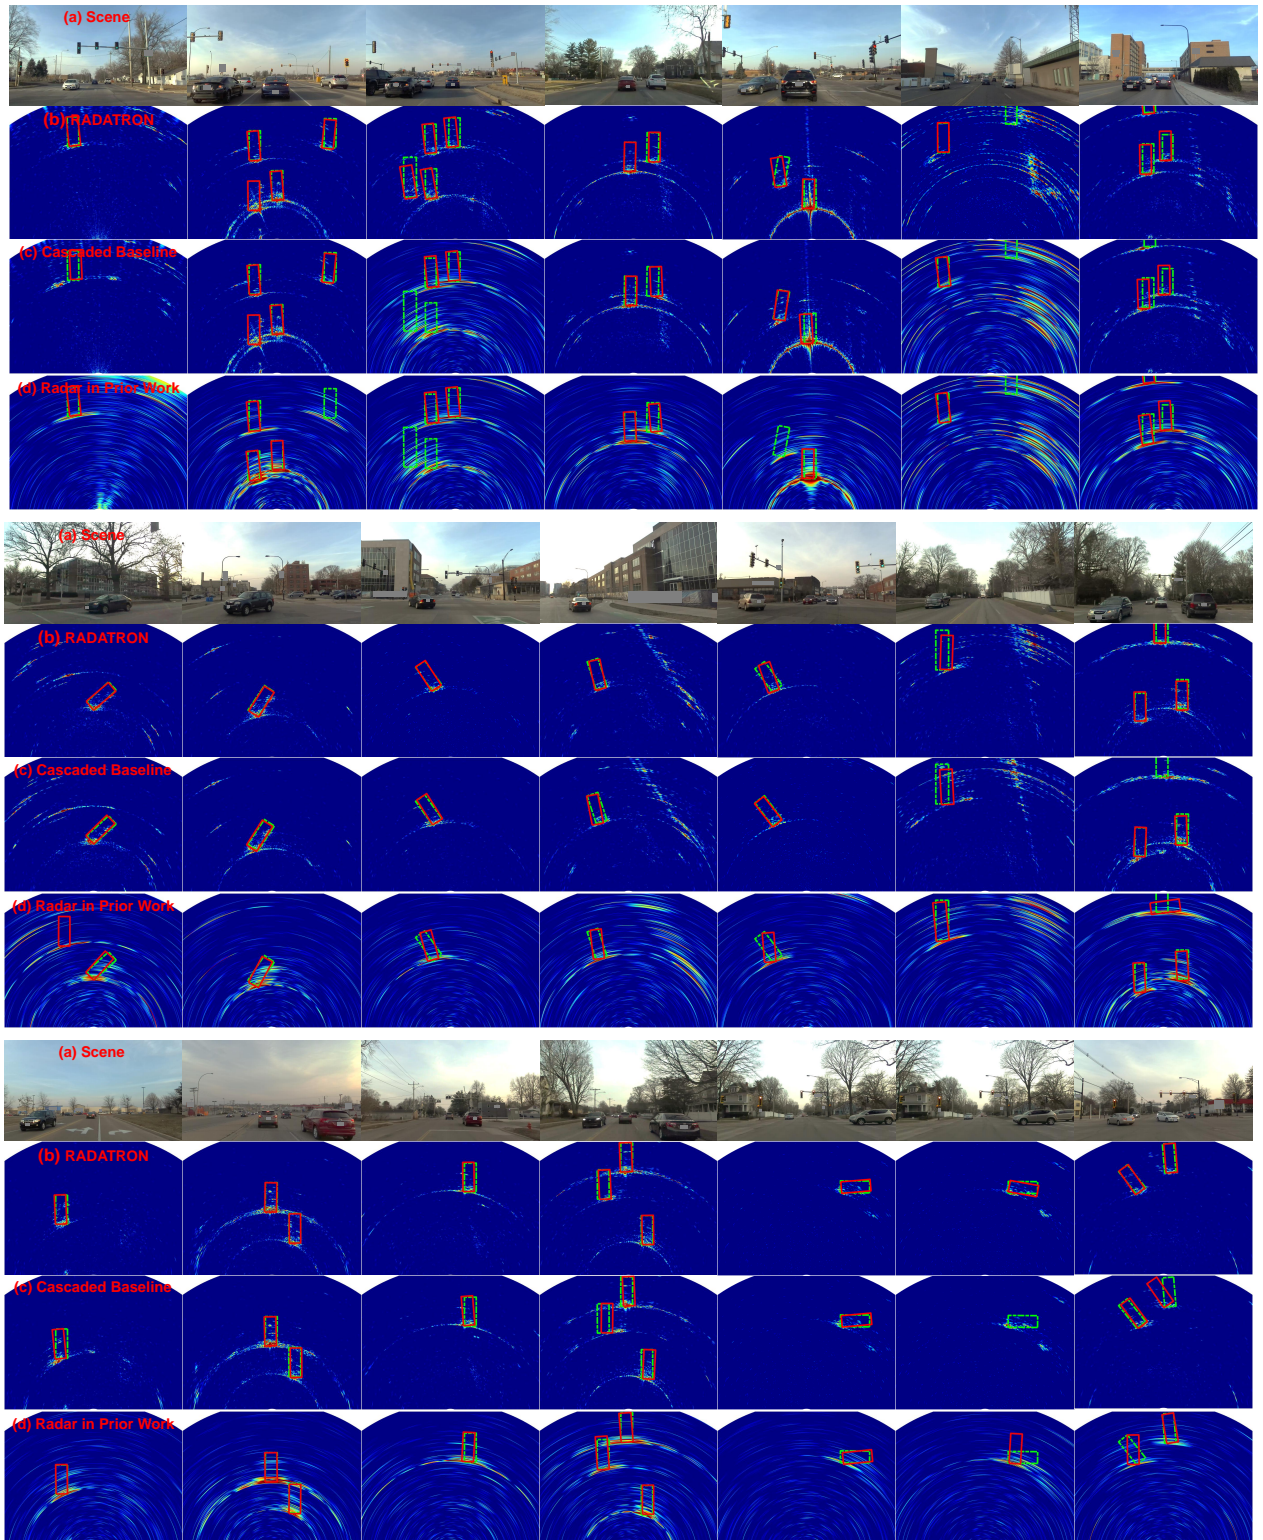 (a) Scene
(b) RADATRON
(c) Cascaded Baseline
(d) Radar in Prior Work
(a) Scene
(b) RADATRON
(c) Cascaded Baseline
(d) Radar in Prior Work
(a) Scene
(b) RADATRON
(c) Cascaded Baseline
(d) Radar in Prior Work